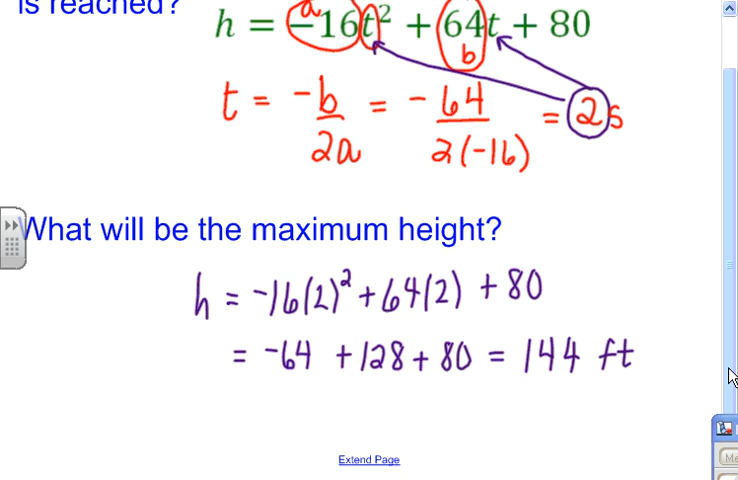 is reached?
h = -16t² + 64t + 80
a
b
t = -b/2a = -64/2(-16) = 2s
What will be the maximum height?
h = -16(2)² + 64(2) + 80
= -64 + 128 + 80 = 144 ft
Extend Page
Me